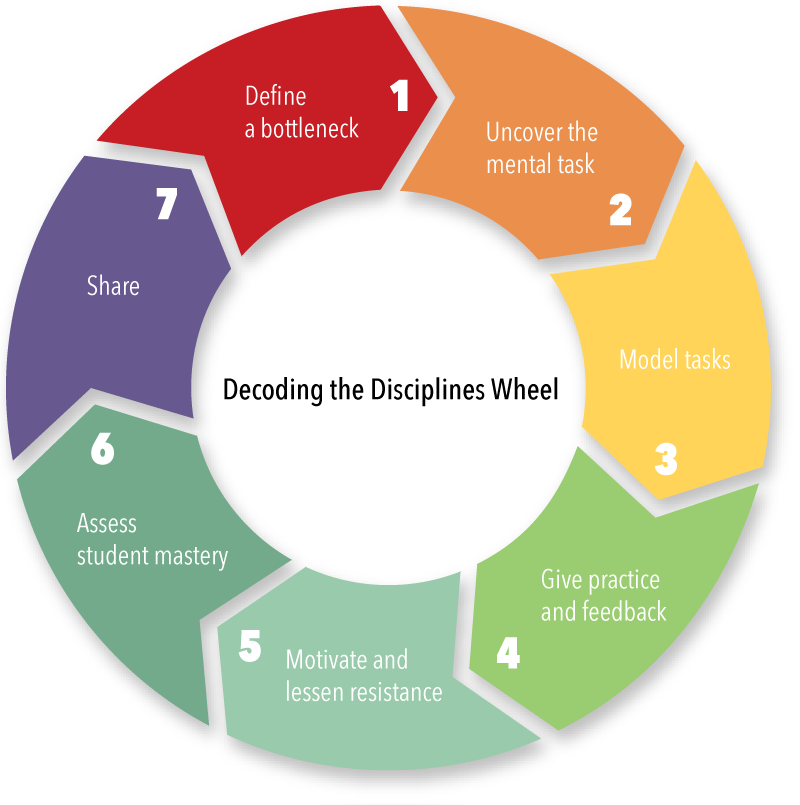 Define
a bottleneck
1
Uncover the
mental task
2
Model tasks
3
Give practice
and feedback
4
Motivate and
lessen resistance
5
Assess
student mastery
6
Share
7
Decoding the Disciplines Wheel